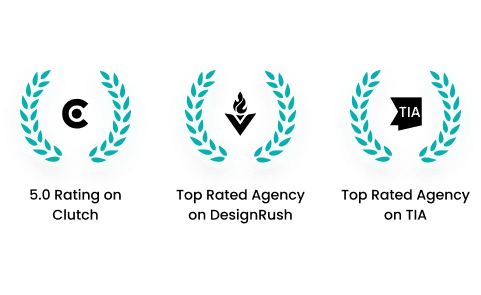 TIA
5.0 Rating on
Clutch
Top Rated Agency
on DesignRush
Top Rated Agency
on TIA